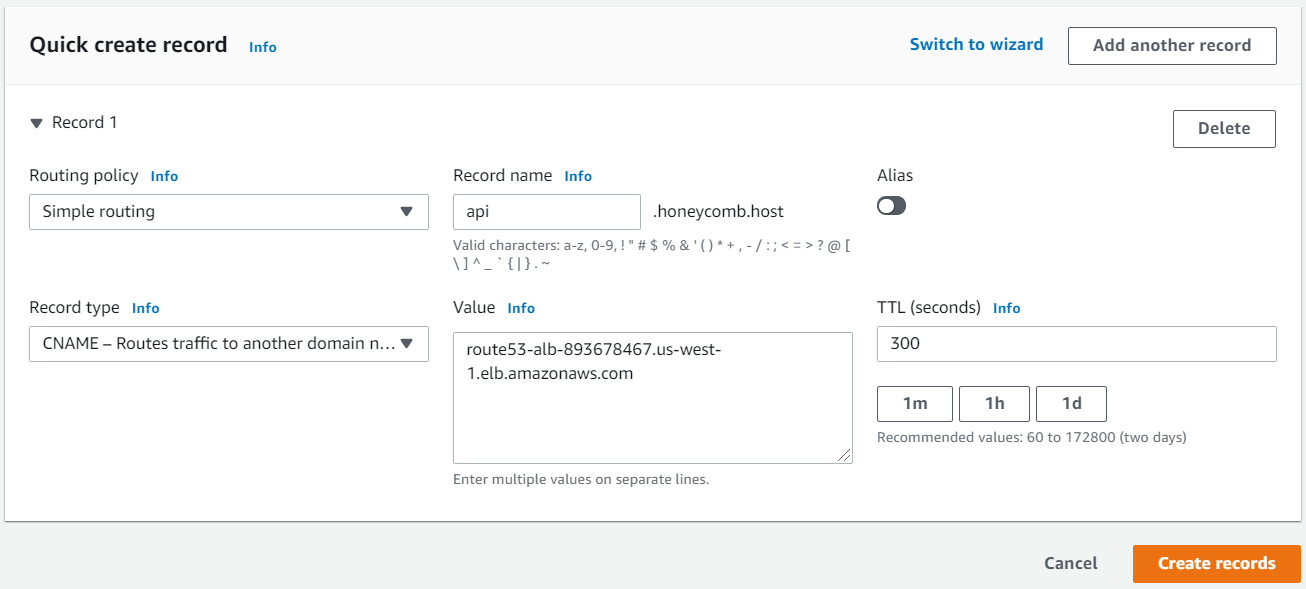 Quick create record Info Switch to wizard Add another record
Record 1
Delete
Routing policy Info Record name Info Alias
Simple routing api .honeycomb.host
Valid characters: a-z, 0-9, ! " # $ % & ' ( ) * + , - / : ; < = > ? @ [
\ ] ^ _ ` { | } . ~
Record type Info Value Info TTL (seconds) Info
CNAME – Routes traffic to another domain n... route53-alb-893678467.us-west- 300
1.elb.amazonaws.com
1m 1h 1d
Recommended values: 60 to 172800 (two days)
Enter multiple values on separate lines.
Cancel Create records